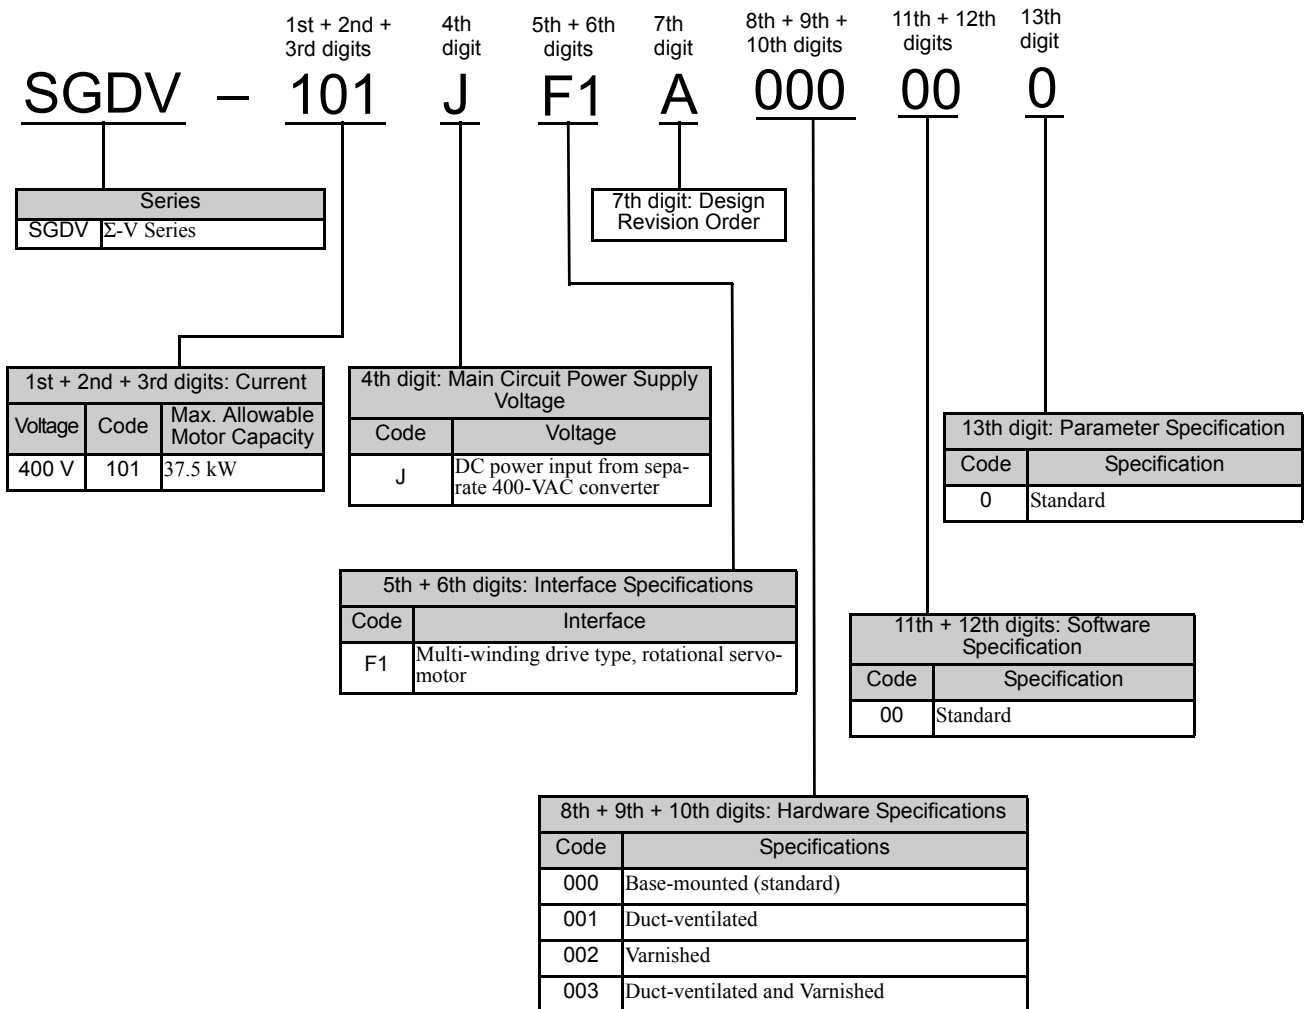 1st + 2nd +
3rd digits
4th
digit
5th + 6th
digits
7th
digit
8th + 9th +
10th digits
11th + 12th
digits
13th
digit
SGDV – 101 J F1 A 000 00 0
Series
SGDV Σ-V Series
7th digit: Design
Revision Order
1st + 2nd + 3rd digits: Current
Voltage Code Max. Allowable
Motor Capacity
400 V 101 37.5 kW
4th digit: Main Circuit Power Supply
Voltage
Code Voltage
J DC power input from sepa-
rate 400-VAC converter
13th digit: Parameter Specification
Code Specification
0 Standard
5th + 6th digits: Interface Specifications
Code Interface
F1 Multi-winding drive type, rotational servo-
motor
11th + 12th digits: Software
Specification
Code Specification
00 Standard
8th + 9th + 10th digits: Hardware Specifications
Code Specifications
000 Base-mounted (standard)
001 Duct-ventilated
002 Varnished
003 Duct-ventilated and Varnished